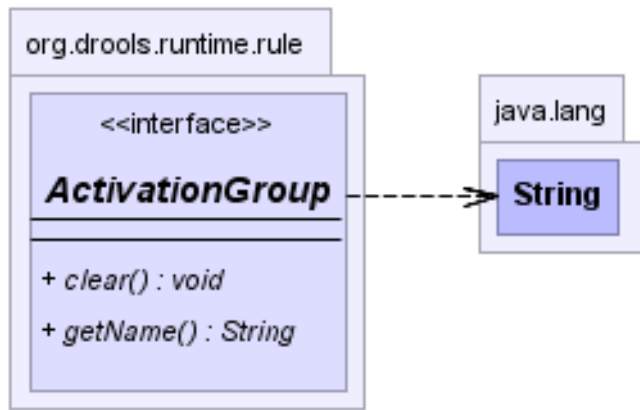 org.drools.runtime.rule
<<interface>>
ActivationGroup
+ clear() : void
+ getName() : String
java.lang
String